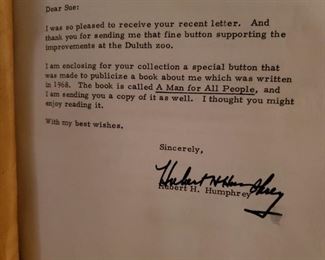 Dear Sue:
I was so pleased to receive your recent letter. And
thank you for sending me that fine button supporting the
improvements at the Duluth zoo.
I am enclosing for your collection a special button that
was made to publicize a book about me which was written
in 1968. The book is called A Man for All People, and
I am sending you a copy of it as well. I thought you might
enjoy reading it.
With my best wishes.
Sincerely,
Hubert H Humphrey
Hubert H. Humphrey